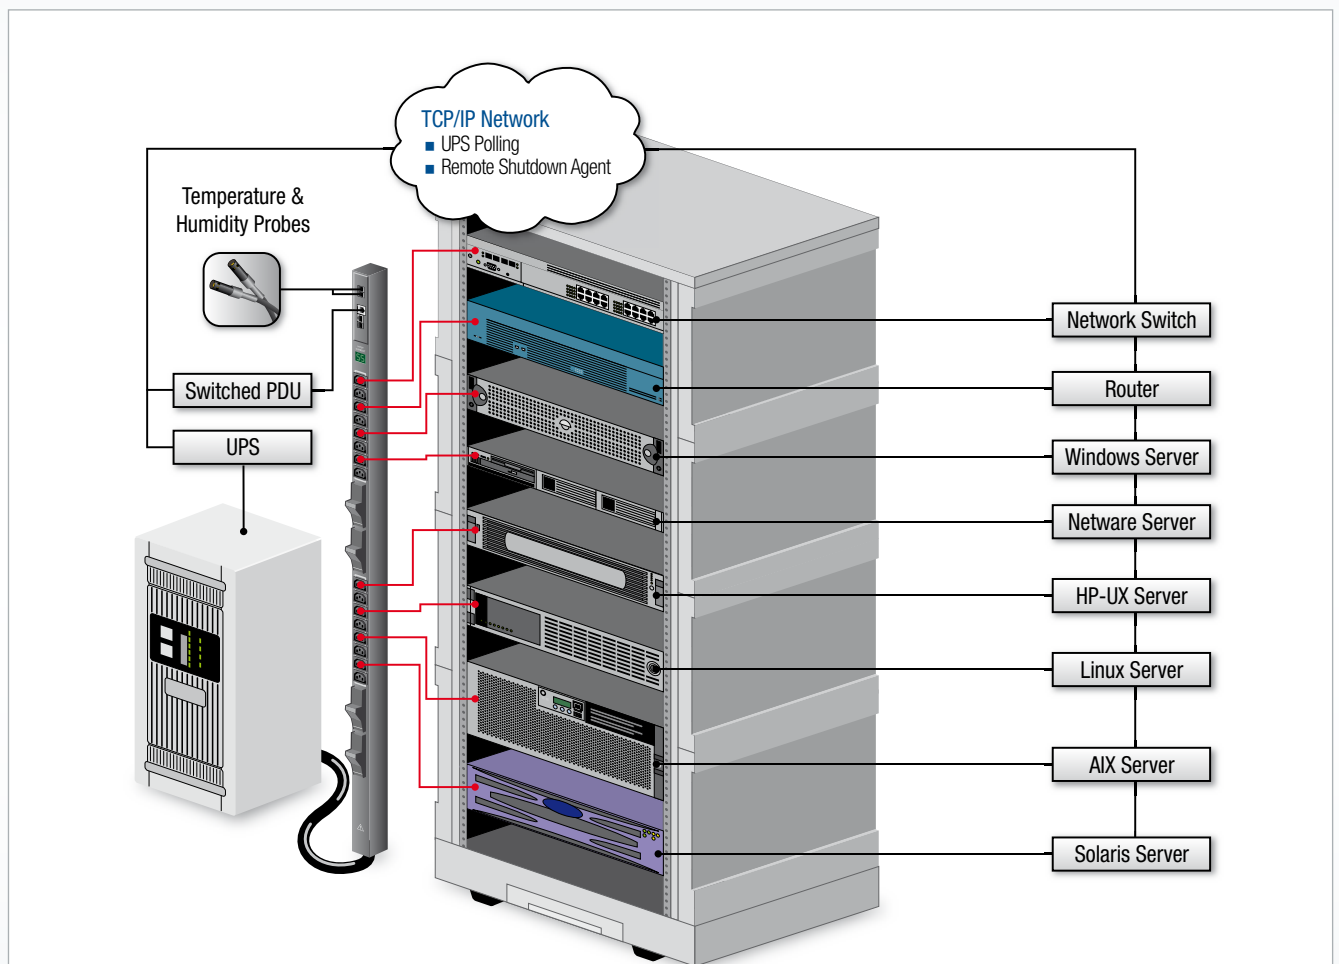 TCP/IP Network
UPS Polling
Remote Shutdown Agent
Temperature &
Humidity Probes
Switched PDU
UPS
Network Switch
Router
Windows Server
Netware Server
HP-UX Server
Linux Server
AIX Server
Solaris Server